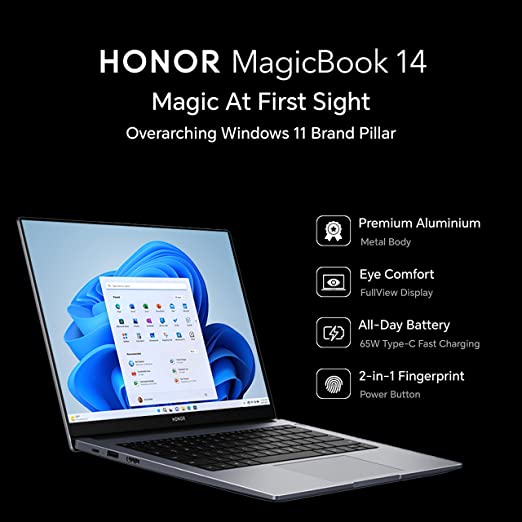 HONOR MagicBook 14
Magic At First Sight
Overarching Windows 11 Brand Pillar
Premium Aluminium
Metal Body
Eye Comfort
FullView Display
All-Day Battery
65W Type-C Fast Charging
2-in-1 Fingerprint
Power Button
HONOR